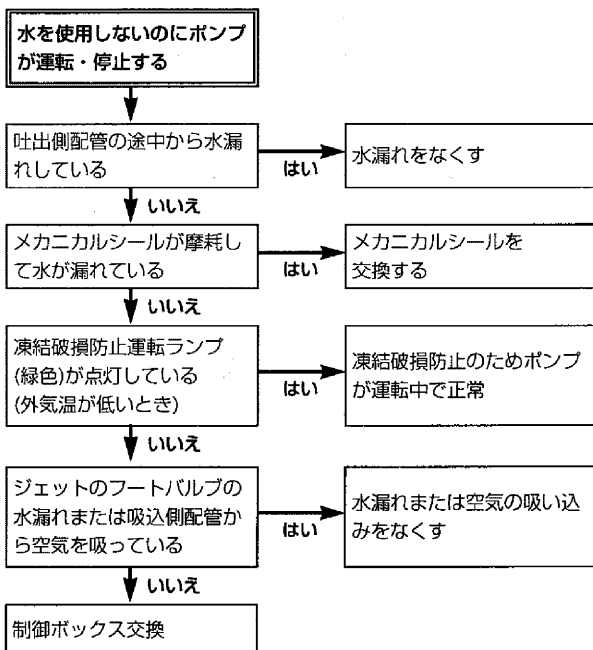 水を使用しないのにポンプ
が運転・停止する
吐出側配管の途中から水漏
れしている
はい
水漏れをなくす
いいえ
メカニカルシールが摩耗し
て水が漏れている
はい
メカニカルシールを
交換する
いいえ
凍結破損防止運転ランプ
(緑色)が点灯している
(外気温が低いとき)
はい
凍結破損防止のためポンプ
が運転中で正常
いいえ
ジェットのフートバルブの
水漏れまたは吸込側配管か
ら空気を吸っている
はい
水漏れまたは空気の吸い込
みをなくす
いいえ
制御ボックス交換